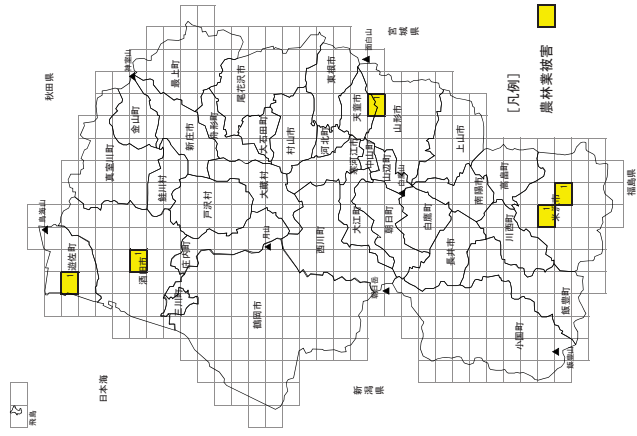 宮城県
農林業被害
[凡例]
秋田県
神室山
面白山
最上町
尾花沢市
東根市
金山町
新庄市
舟形町
大石田町
村山市
河北町
天童市
山形市
上山市
真室川町
鮭川村
戸沢村
大蔵村
寒河江市
中山町
山辺町
白鷹山
南陽市
高畠町
米沢市
福島県
鳥海山
遊佐町
酒田市
庄内町
三川町
月山
西川町
大江町
朝日町
白鷹町
長井市
川西町
鶴岡市
朝日岳
小国町
飯豊町
飯豊山
日本海
新潟県
飛島
1
1
1
1
1